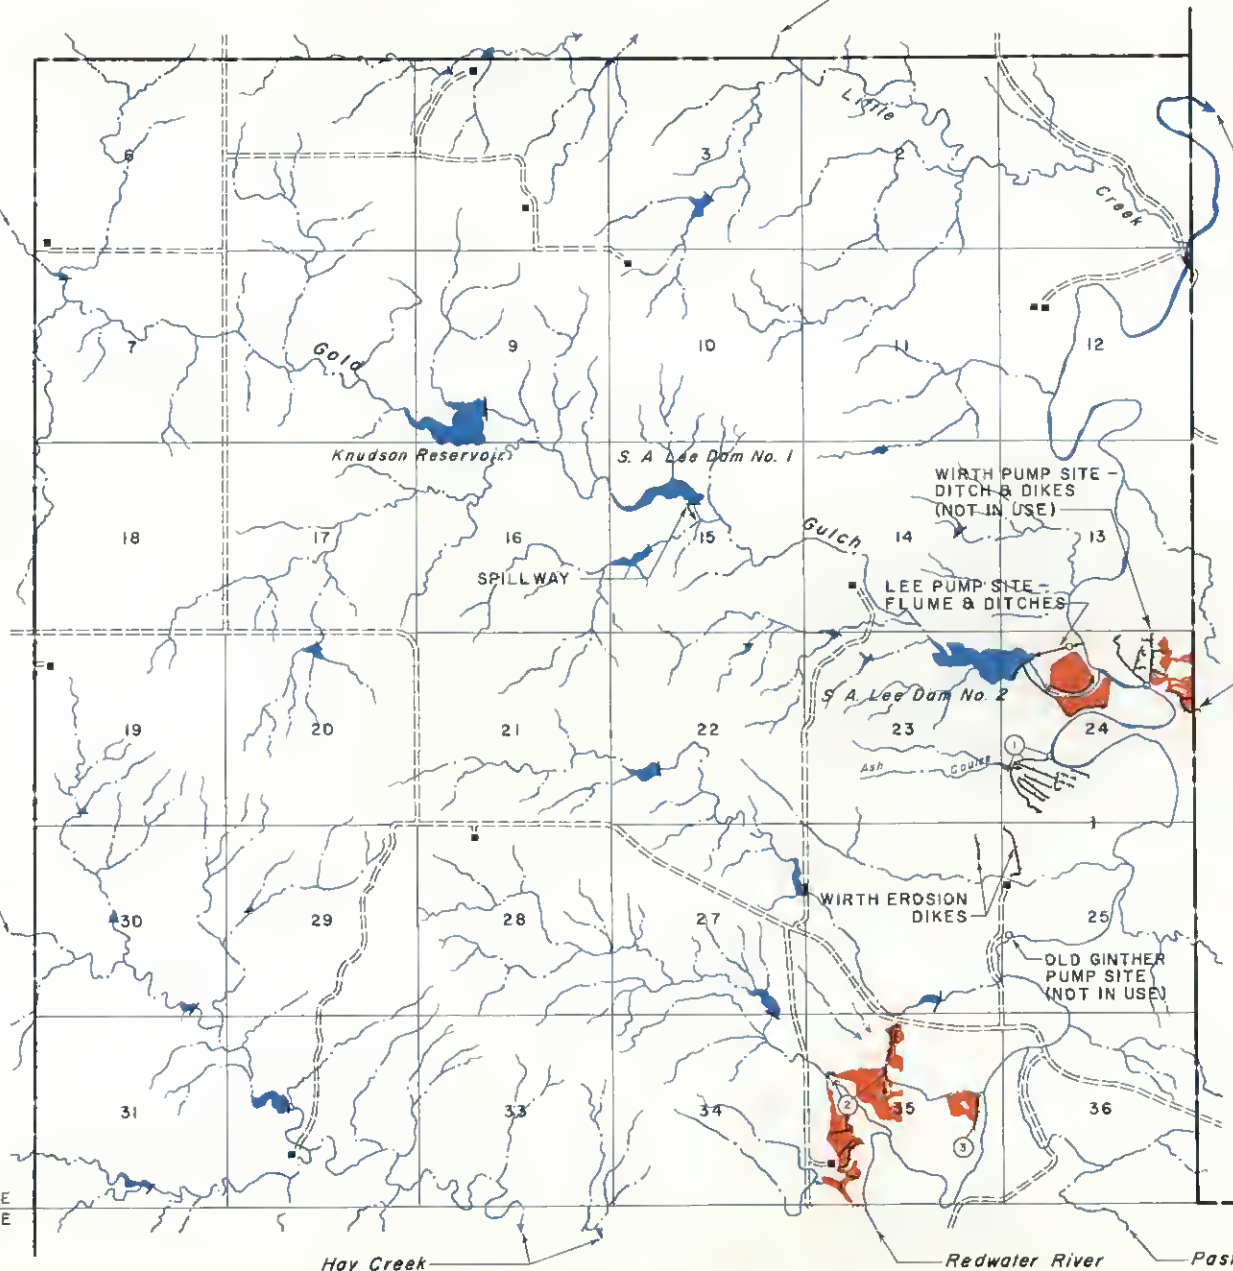 Little
6
3
2
Creek
7
Gold
9
10
11
12
Knudson Reservoir
S. A. Lee Dam No. 1
WIRTH PUMP SITE –
DITCH & DIKES
(NOT IN USE)
18
17
16
15
Gulch
14
13
SPILLWAY
LEE PUMP SITE –
FLUME & DITCHES
S. A. Lee Dam No. 2
19
20
21
22
23
24
1
Ash Coulee
1
30
29
28
27
WIRTH EROSION
DIKES
25
OLD GINTHER
PUMP SITE
(NOT IN USE)
31
33
34
2
35
36
3
E
E
Hay Creek
Redwater River
Past